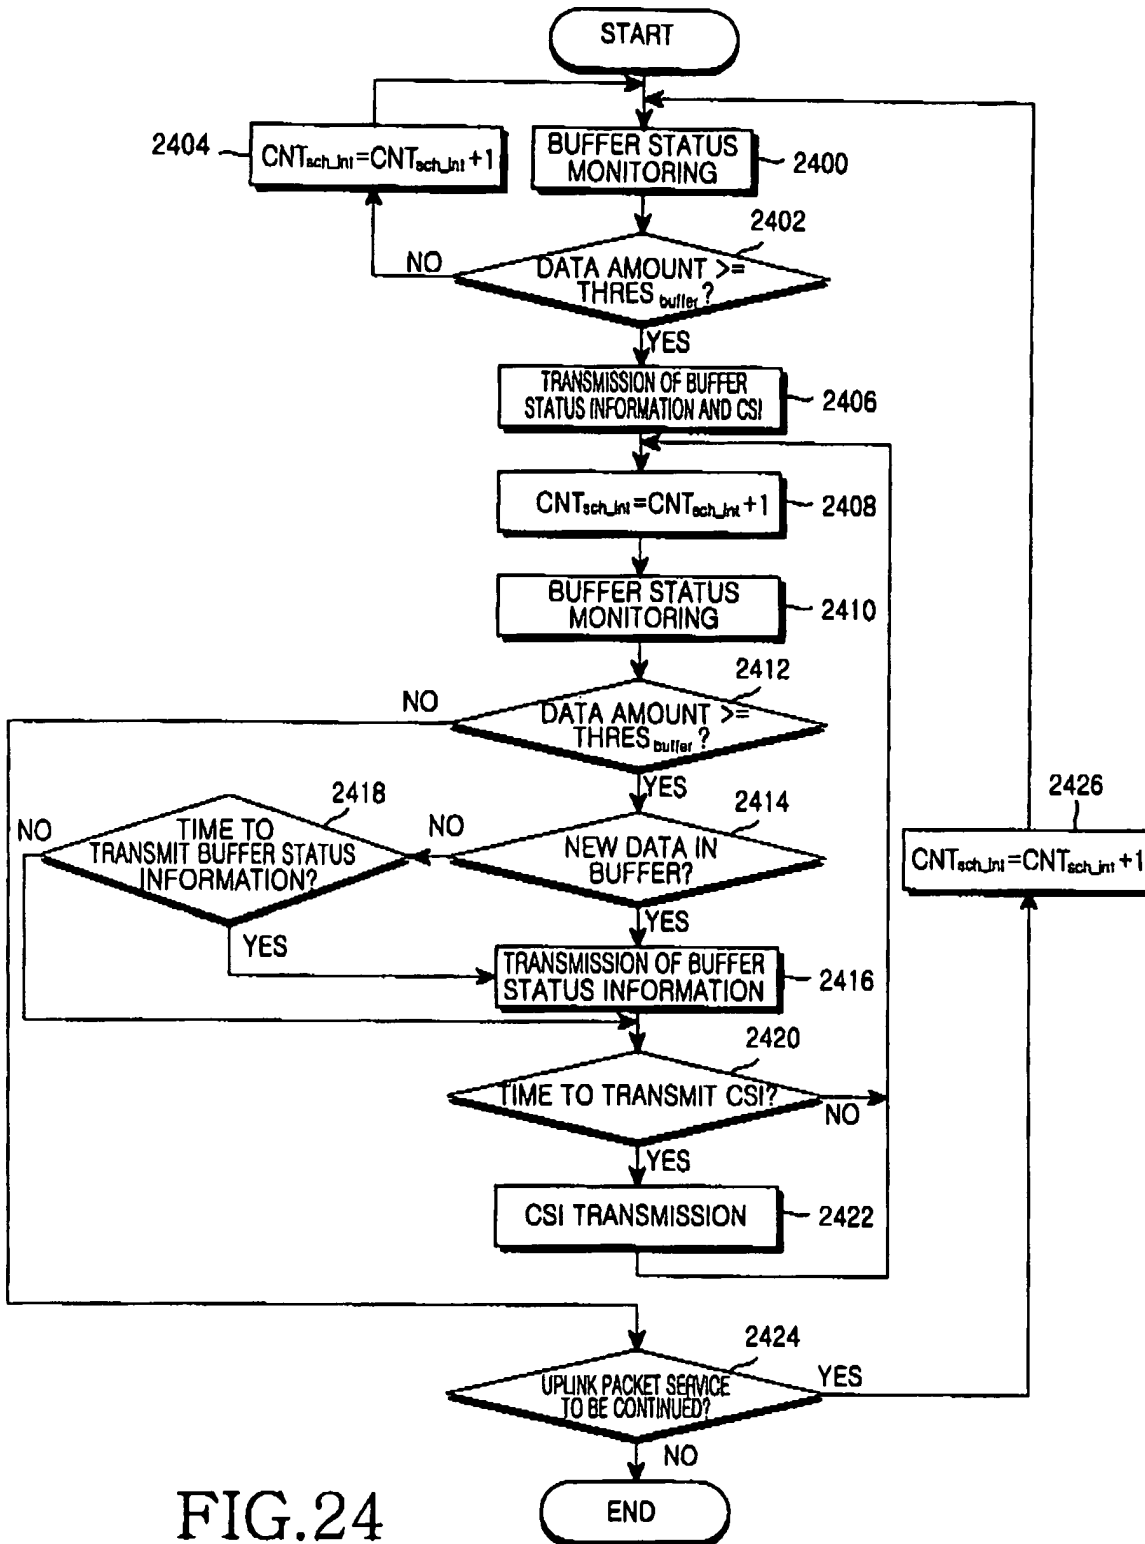 START
2404
CNTsch_int=CNTsch_int+1
BUFFER STATUS
MONITORING
2400
2402
NO
DATA AMOUNT >=
THRES buffer?
YES
TRANSMISSION OF BUFFER
STATUS INFORMATION AND CSI
2406
CNTsch_int=CNTsch_int+1
2408
BUFFER STATUS
MONITORING
2410
2412
NO
DATA AMOUNT >=
THRES buffer?
YES
2418
NO
TIME TO
TRANSMIT BUFFER STATUS
INFORMATION?
NO
2414
NEW DATA IN
BUFFER?
2426
CNTsch_int=CNTsch_int+1
YES
YES
TRANSMISSION OF BUFFER
STATUS INFORMATION
2416
2420
TIME TO TRANSMIT CSI?
NO
YES
CSI TRANSMISSION
2422
2424
UPLINK PACKET SERVICE
TO BE CONTINUED?
YES
NO
END
FIG.24